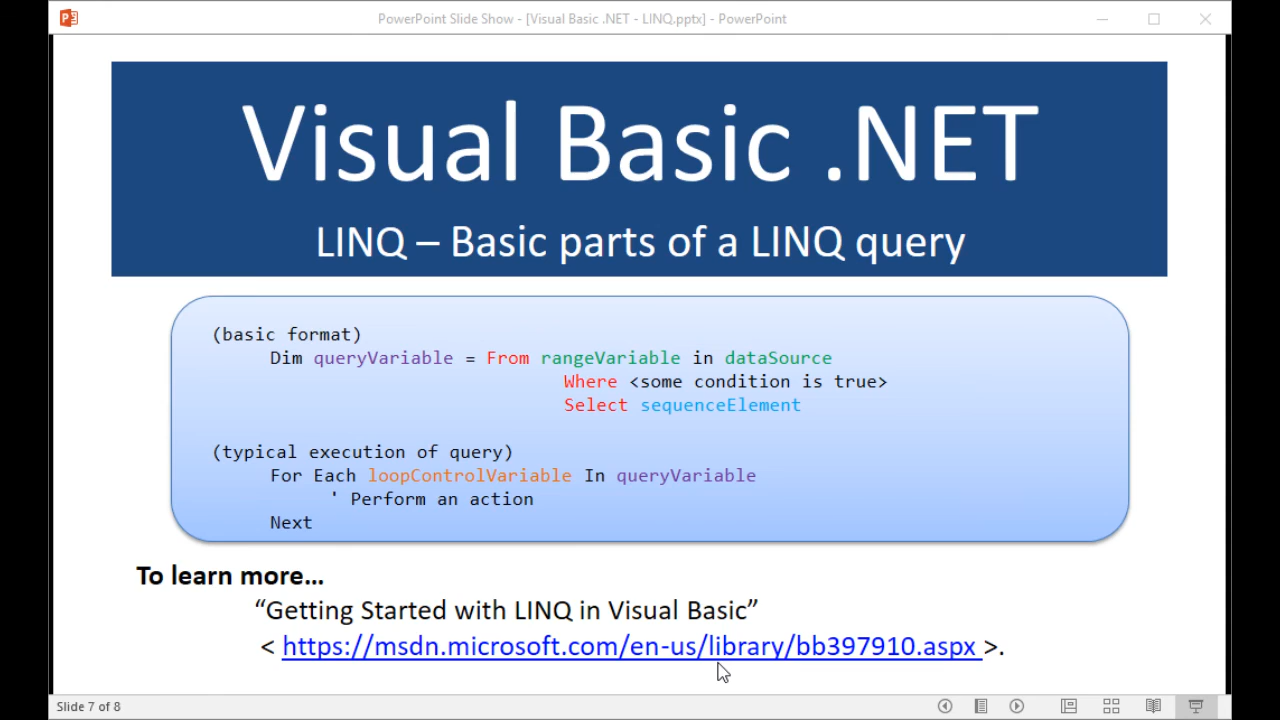 PowerPoint Slide Show - [Visual Basic .NET - LINQ.pptx] - PowerPoint
Visual Basic .NET
LINQ – Basic parts of a LINQ query
(basic format)
Dim queryVariable = From rangeVariable in dataSource
Where <some condition is true>
Select sequenceElement
(typical execution of query)
For Each loopControlVariable In queryVariable
' Perform an action
Next
To learn more…
“Getting Started with LINQ in Visual Basic”
< https://msdn.microsoft.com/en-us/library/bb397910.aspx >.
Slide 7 of 8